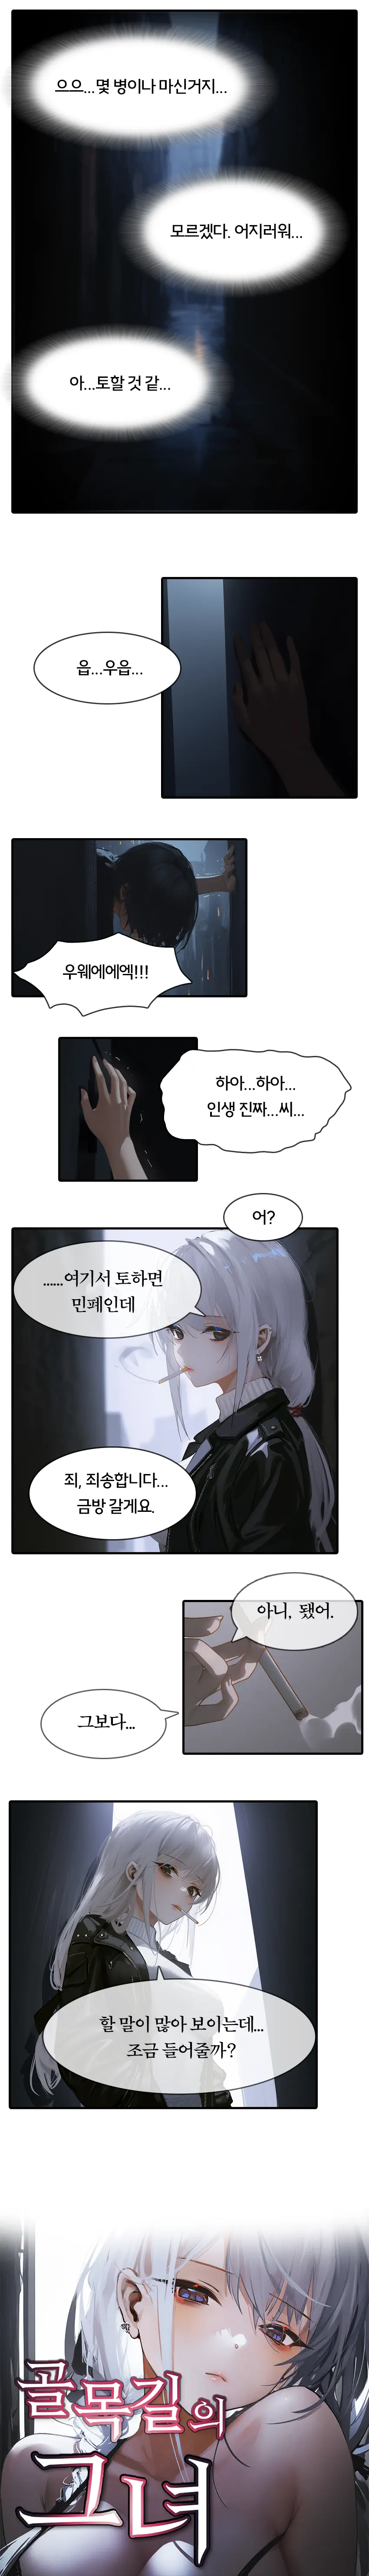 으으...몇 병이나 마신거지...
모르겠다. 어지러워...
아...토할 것 같...
읍...우읍...
우웨에에엑!!!
하아...하아...
인생 진짜...씨...
어?
......여기서 토하면
민폐인데
죄, 죄송합니다...
금방 갈게요.
아니, 됐어.
그보다...
할 말이 많아 보이는데...
조금 들어줄까?
골목길의
그녀